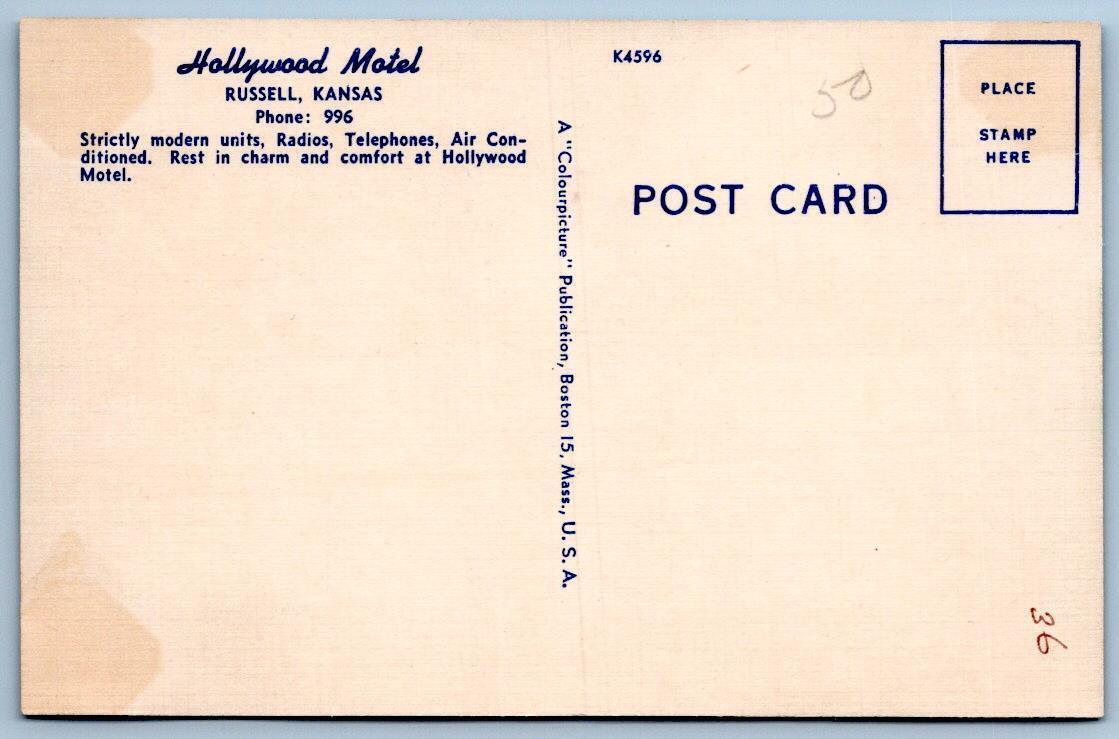 Hollywood Motel
RUSSELL, KANSAS
Phone: 996
Strictly modern units, Radios, Telephones, Air Con-
ditioned. Rest in charm and comfort at Hollywood
Motel.
A "Colourpicture" Publication, Boston 15, Mass., U. S. A.
K4596
50
POST CARD
PLACE
STAMP
HERE
36